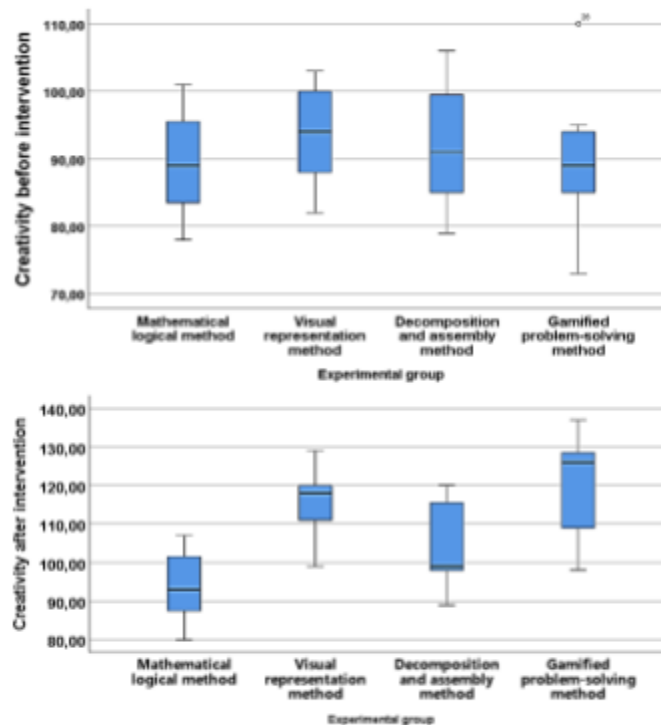 Creativity before intervention
110,00
100,00
90,00
80,00
70,00
Mathematical
logical method
Visual
representation
method
Decomposition
and assembly
method
Gamified
problem-solving
method
Experimental group
Creativity after intervention
140,00
130,00
120,00
110,00
100,00
90,00
80,00
Mathematical
logical method
Visual
representation
method
Decomposition
and assembly
method
Gamified
problem-solving
method
Experimental group